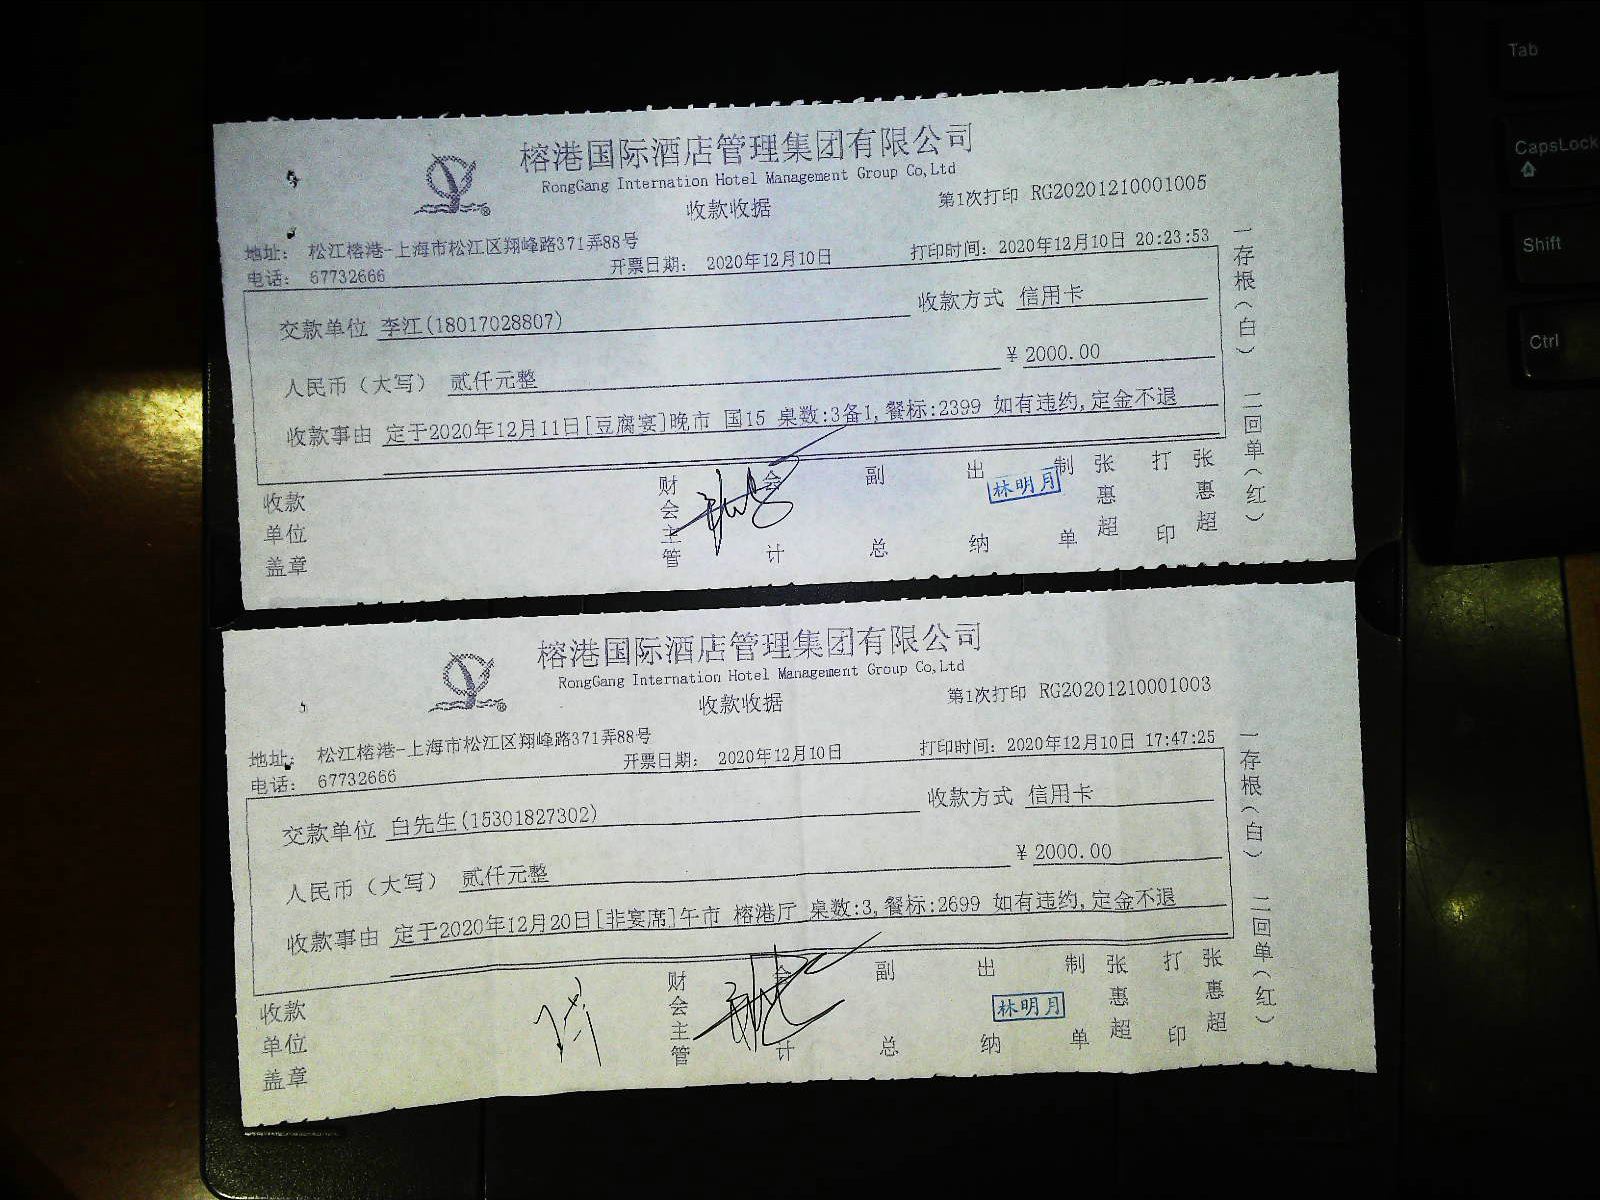 榕港国际酒店管理集团有限公司
RongGang Internation Hotel Management Group Co,Ltd
收款收据
第1次打印 RG20201210001005
地址: 松江榕港-上海市松江区翔峰路371弄88号
电话: 67732666
开票日期: 2020年12月10日
打印时间: 2020年12月10日 20:23:53
交款单位 李江(18017028807)
收款方式 信用卡
人民币（大写） 贰仟元整
¥ 2000.00
收款事由 定于2020年12月11日[豆腐宴]晚市 国15 桌数:3备1,餐标:2399 如有违约,定金不退
收款单位盖章
财会主管
会计
副总
出纳
林明月
制单
张惠超
打印
张惠超
一存根(白)
二回单(红)
榕港国际酒店管理集团有限公司
RongGang Internation Hotel Management Group Co,Ltd
收款收据
第1次打印 RG20201210001003
地址: 松江榕港-上海市松江区翔峰路371弄88号
电话: 67732666
开票日期: 2020年12月10日
打印时间: 2020年12月10日 17:47:25
交款单位 白先生(15301827302)
收款方式 信用卡
人民币（大写） 贰仟元整
¥ 2000.00
收款事由 定于2020年12月20日[非宴席]午市 榕港厅 桌数:3,餐标:2699 如有违约,定金不退
收款单位盖章
财会主管
会计
副总
出纳
林明月
制单
张惠超
打印
张惠超
一存根(白)
二回单(红)
Tab
CapsLock
Shift
Ctrl